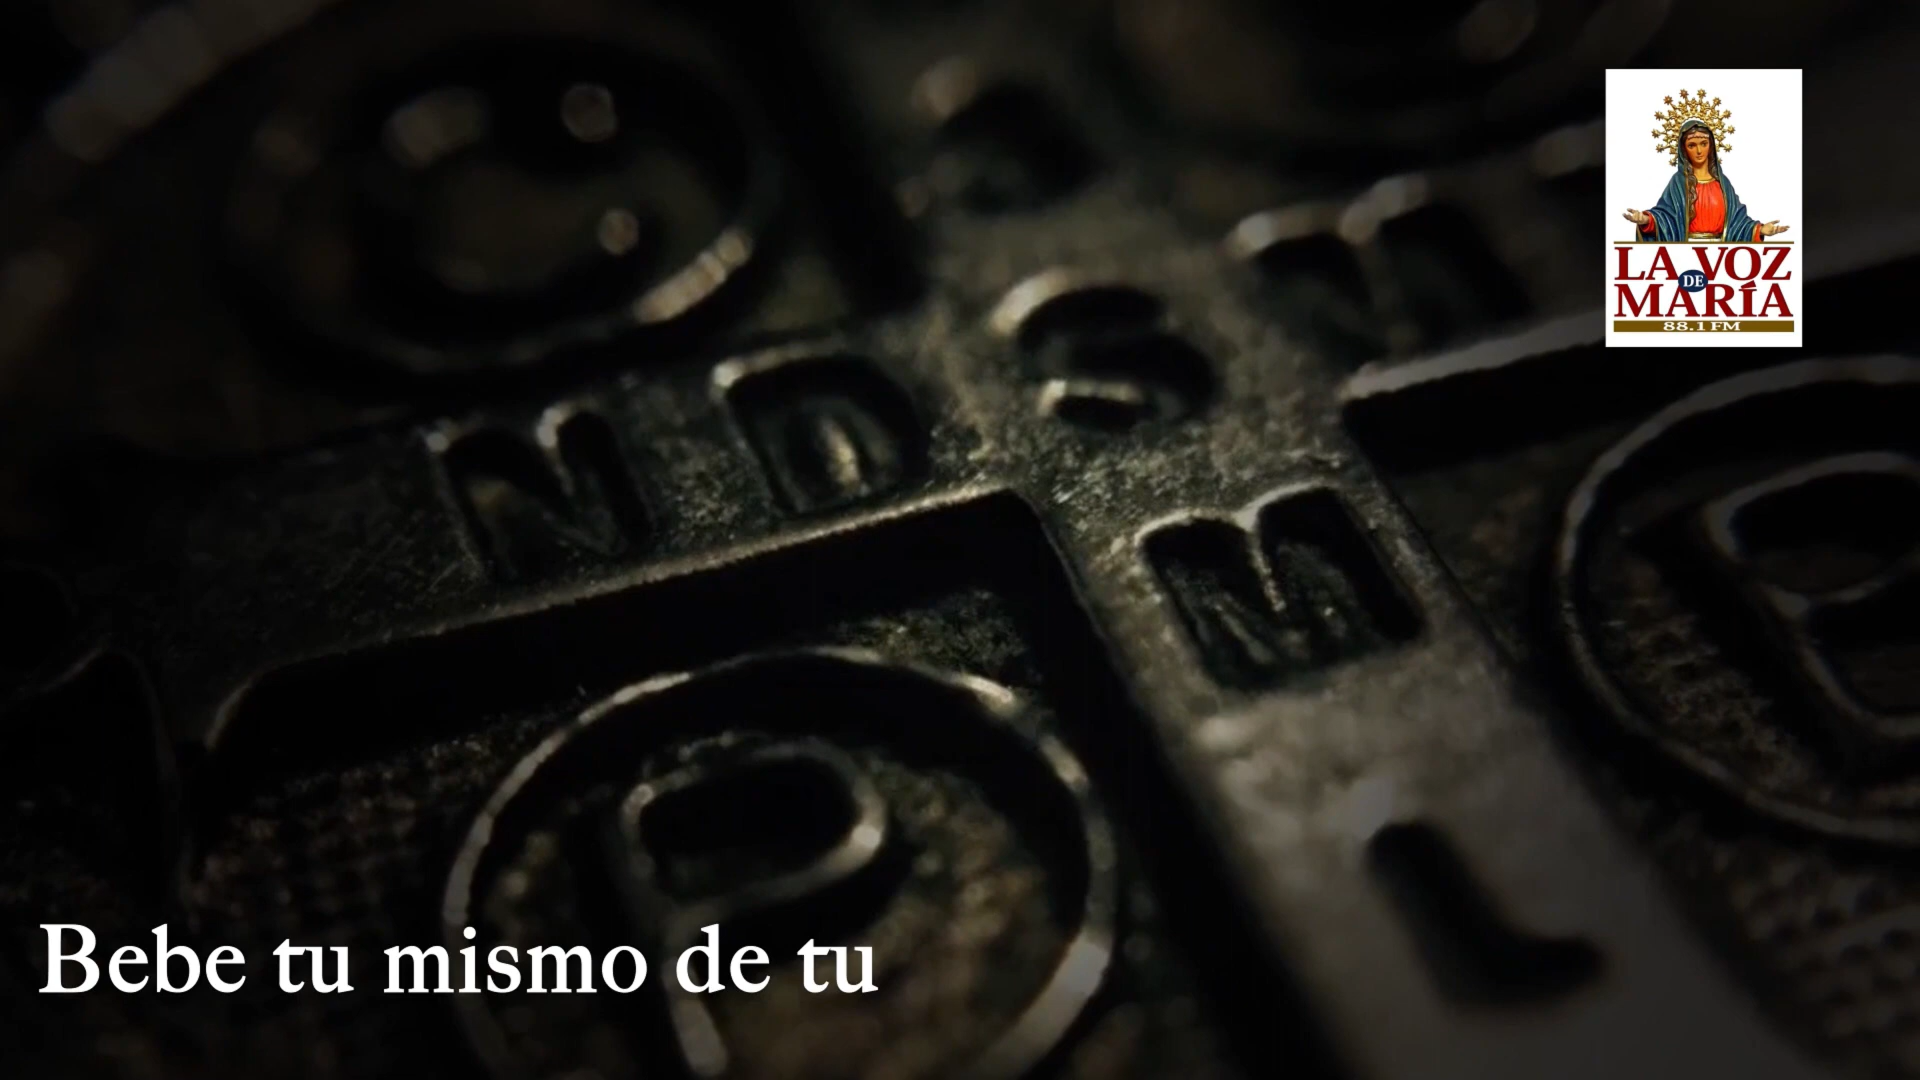 LA VOZ
DE
MARÍA
88.1 FM
N D S M
M
P
L
Bebe tu mismo de tu